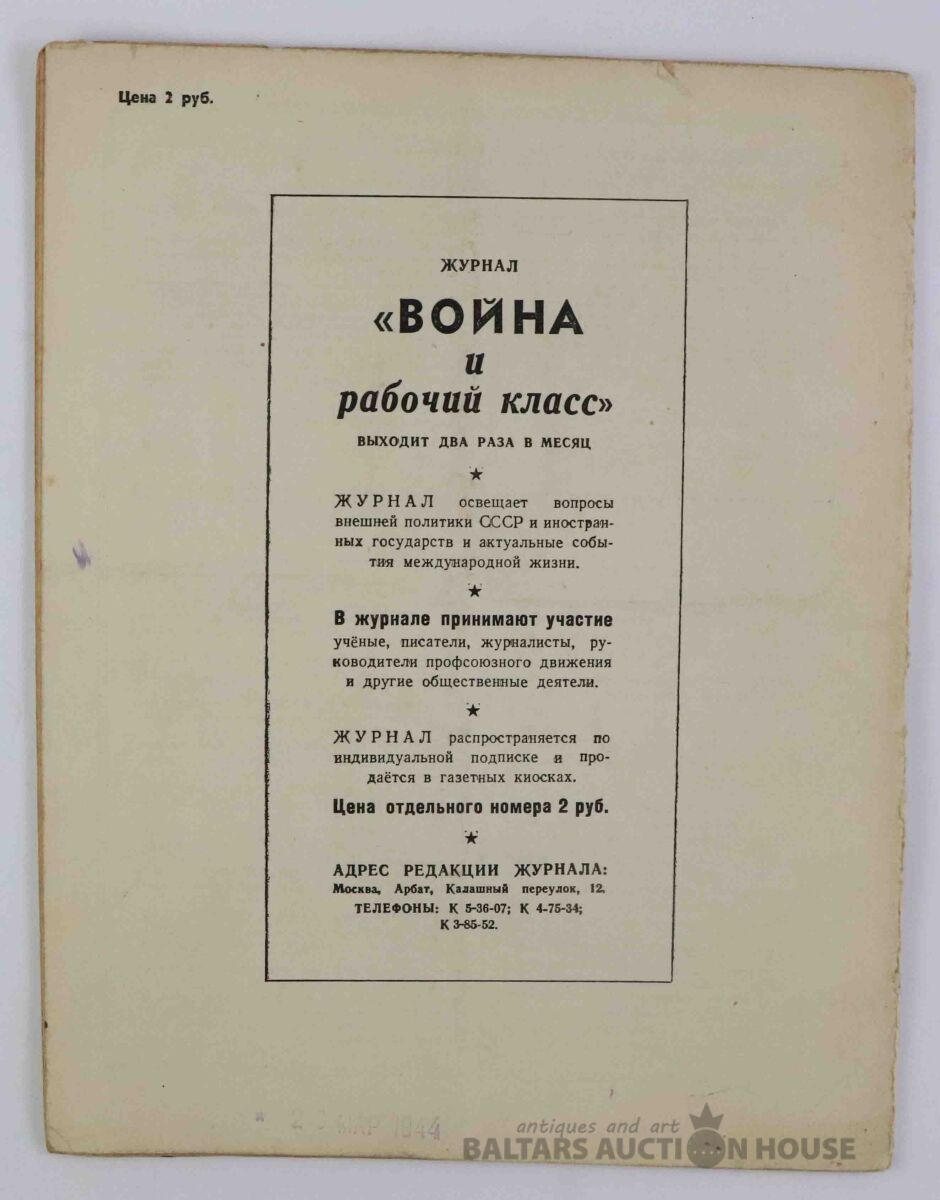 Цена 2 руб.
ЖУРНАЛ
«ВОЙНА
и
рабочий класс»
ВЫХОДИТ ДВА РАЗА В МЕСЯЦ
★
ЖУРНАЛ освещает вопросы
внешней политики СССР и иностран-
ных государств и актуальные собы-
тия международной жизни.
★
В журнале принимают участие
учёные, писатели, журналисты, ру-
ководители профсоюзного движения
и другие общественные деятели.
★
ЖУРНАЛ распространяется по
индивидуальной подписке и про-
даётся в газетных киосках.
Цена отдельного номера 2 руб.
★
АДРЕС РЕДАКЦИИ ЖУРНАЛА:
Москва, Арбат, Калашный переулок, 12.
ТЕЛЕФОНЫ: К 5-36-07; К 4-75-34;
К 3-85-52.
МАР 1944
antiques and art
BALTARS AUCTION HOUSE